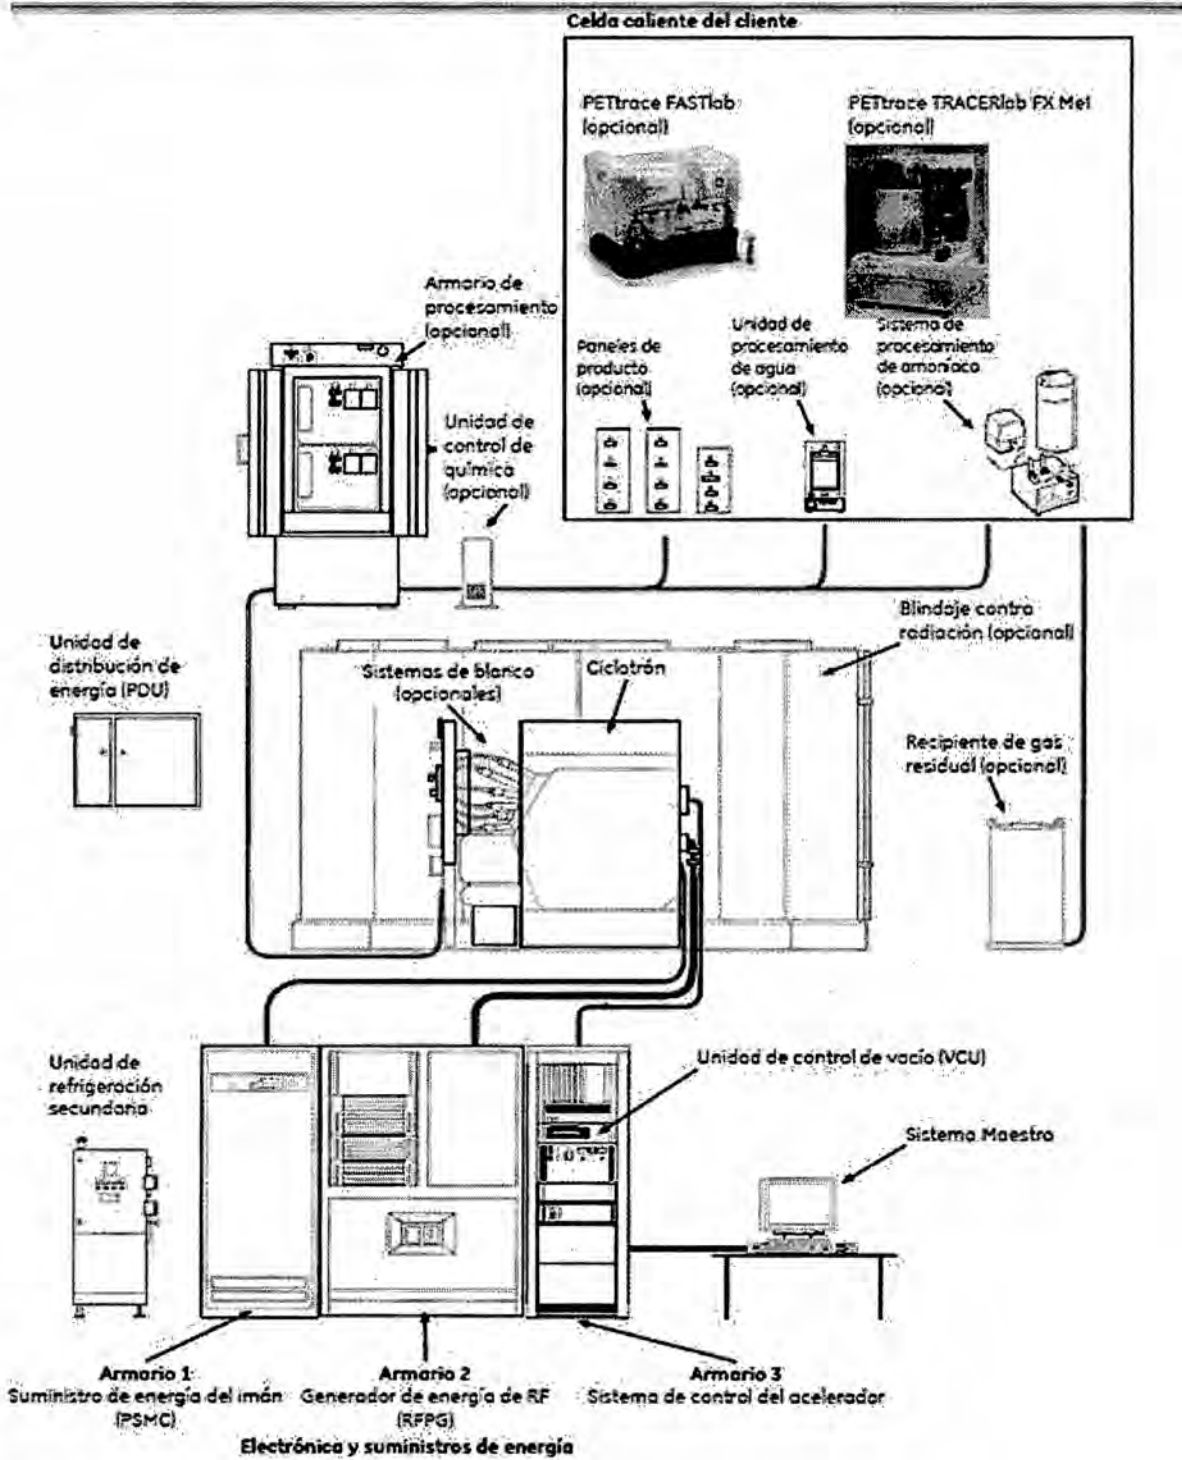 Celda caliente del cliente
PETtrace FASTlab
(opcional)
PETtrace TRACERlab FX MeI
(opcional)
Armario de
procesamiento
(opcional)
Paneles de
producto
(opcional)
Unidad de
procesamiento
de agua
(opcional)
Sistema de
procesamiento
de amoníaco
(opcional)
Unidad de
control de
química
(opcional)
Blindaje contra
radiación (opcional)
Unidad de
distribución de
energía (PDU)
Sistemas de blanco
(opcionales)
Ciclotrón
Recipiente de gas
residual (opcional)
Unidad de
refrigeración
secundaria
Unidad de control de vacío (VCU)
Sistema Maestro
Armario 1
Suministro de energía del imán
(PSMC)
Armario 2
Generador de energía de RF
(RFPG)
Armario 3
Sistema de control del acelerador
Electrónica y suministros de energía